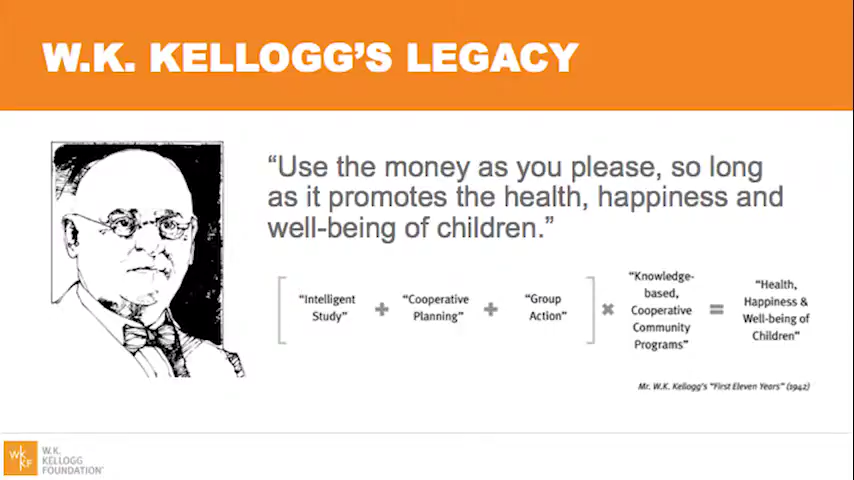 W.K. KELLOGG’S LEGACY
“Use the money as you please, so long
as it promotes the health, happiness and
well-being of children.”
“Intelligent
Study”
+
“Cooperative
Planning”
+
“Group
Action”
×
“Knowledge-
based,
Cooperative
Community
Programs”
=
“Health,
Happiness &
Well-being of
Children”
Mr. W.K. Kellogg’s “First Eleven Years” (1942)
WK
KF
W.K.
KELLOGG
FOUNDATION